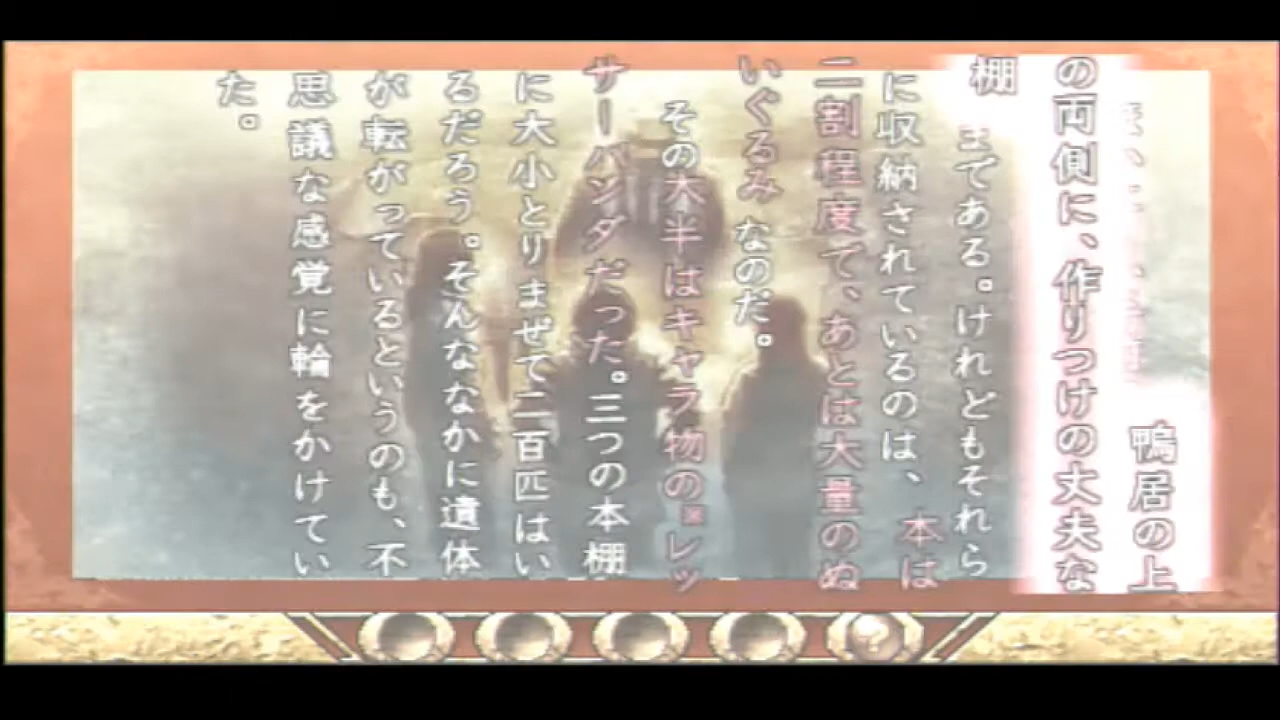 鴨居の上
の両側に、作りつけの丈夫な
棚
である。けれどもそれら
に収納されているのは、本は
二割程度で、あとは大量のぬ
いぐるみなのだ。
その大半はキャラ物の、レッ
サーパンダだった。三つの本棚
に大小とりまぜて二百匹はい
るだろう。そんななかに遺体
が転がっているというのも、不
思議な感覚に輪をかけてい
た。
?